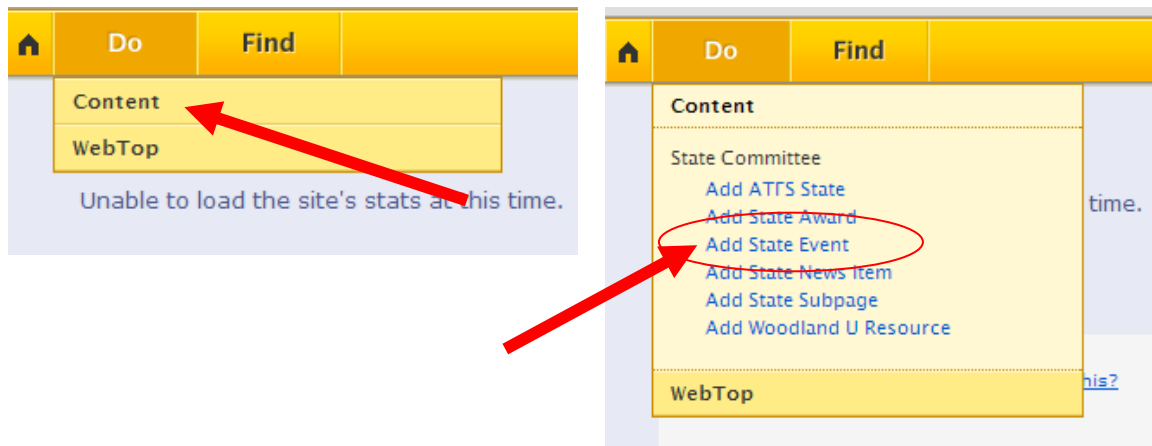 Do Find
Content
WebTop
Unable to load the site's stats at this time.
Do Find
Content
State Committee
Add ATFS State
Add State Award
Add State Event
Add State News Item
Add State Subpage
Add Woodland U Resource
time.
his?
WebTop